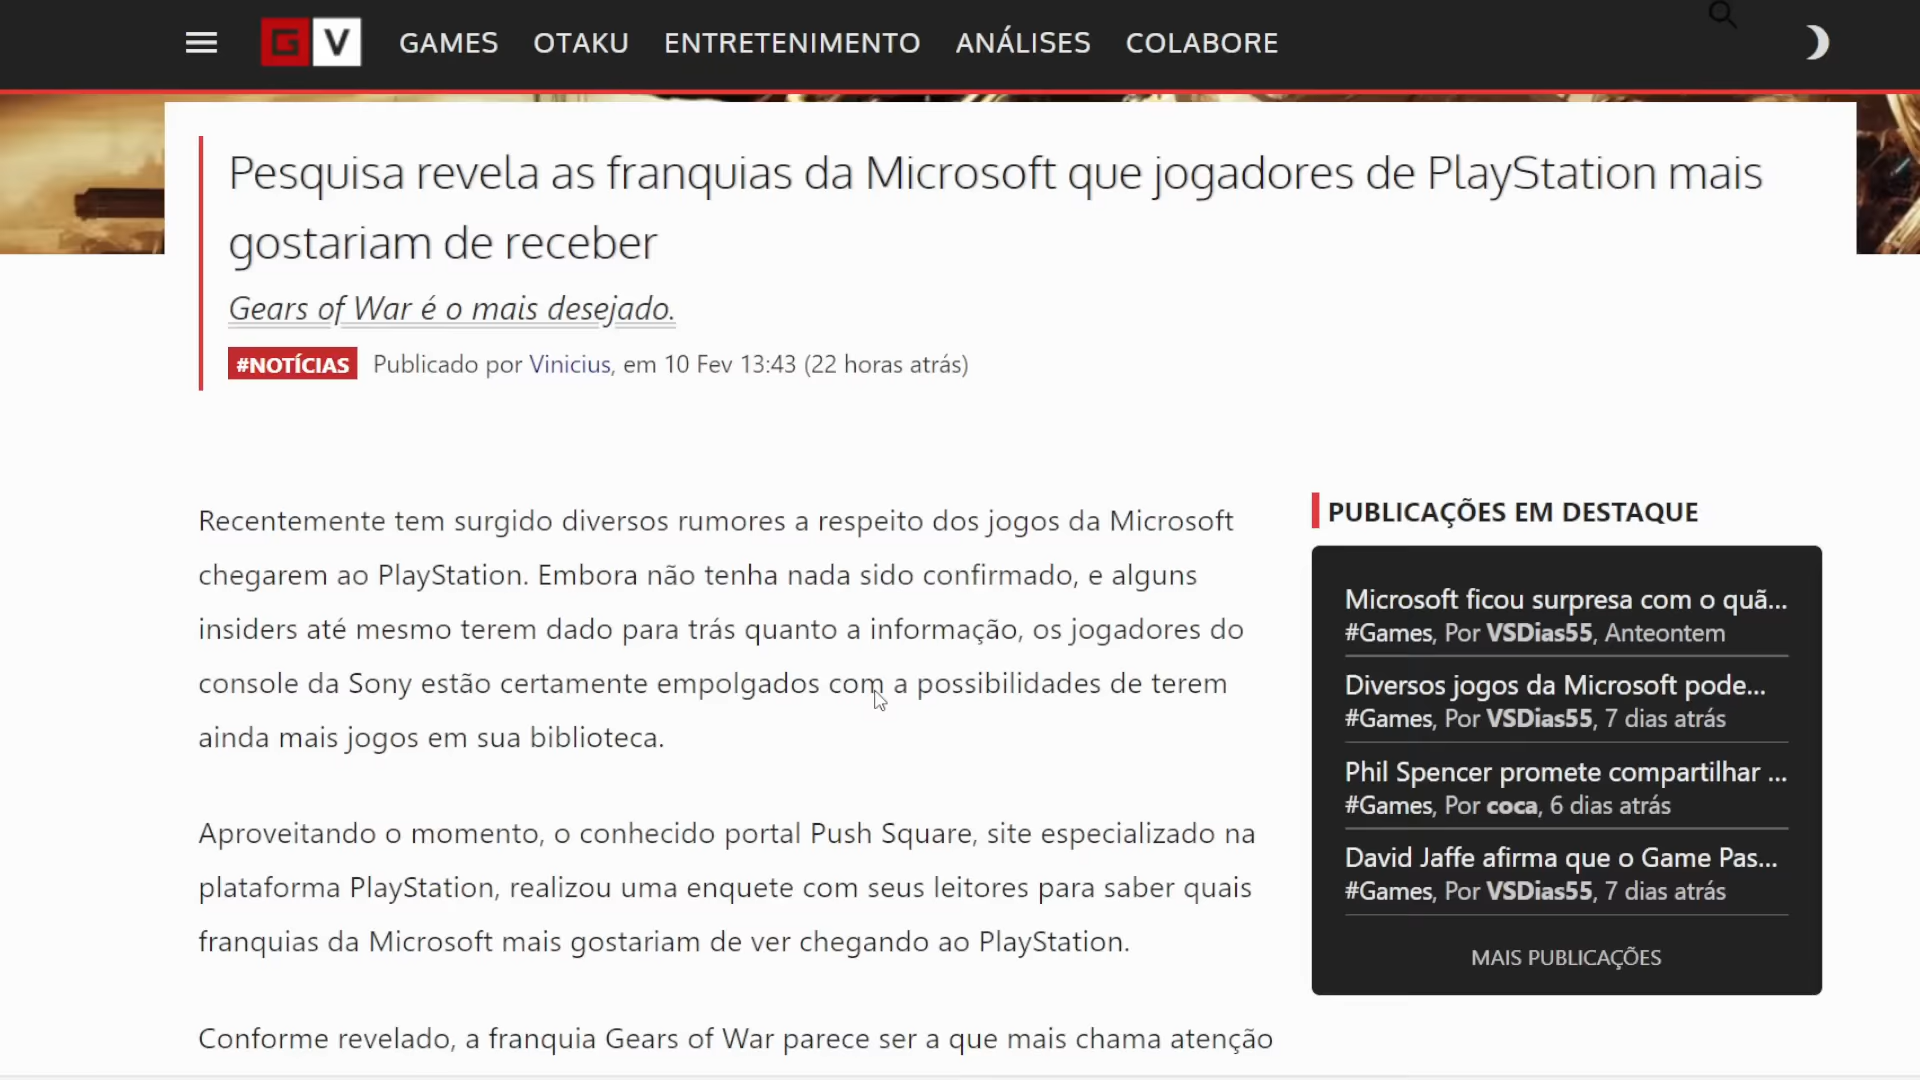 G V GAMES OTAKU ENTRETENIMENTO ANÁLISES COLABORE
Pesquisa revela as franquias da Microsoft que jogadores de PlayStation mais
gostariam de receber
Gears of War é o mais desejado.
#NOTÍCIAS Publicado por Vinicius, em 10 Fev 13:43 (22 horas atrás)
Recentemente tem surgido diversos rumores a respeito dos jogos da Microsoft
chegarem ao PlayStation. Embora não tenha nada sido confirmado, e alguns
insiders até mesmo terem dado para trás quanto a informação, os jogadores do
console da Sony estão certamente empolgados com a possibilidades de terem
ainda mais jogos em sua biblioteca.
Aproveitando o momento, o conhecido portal Push Square, site especializado na
plataforma PlayStation, realizou uma enquete com seus leitores para saber quais
franquias da Microsoft mais gostariam de ver chegando ao PlayStation.
Conforme revelado, a franquia Gears of War parece ser a que mais chama atenção
PUBLICAÇÕES EM DESTAQUE
Microsoft ficou surpresa com o quã...
#Games, Por VSDias55, Anteontem
Diversos jogos da Microsoft pode...
#Games, Por VSDias55, 7 dias atrás
Phil Spencer promete compartilhar ...
#Games, Por coca, 6 dias atrás
David Jaffe afirma que o Game Pas...
#Games, Por VSDias55, 7 dias atrás
MAIS PUBLICAÇÕES